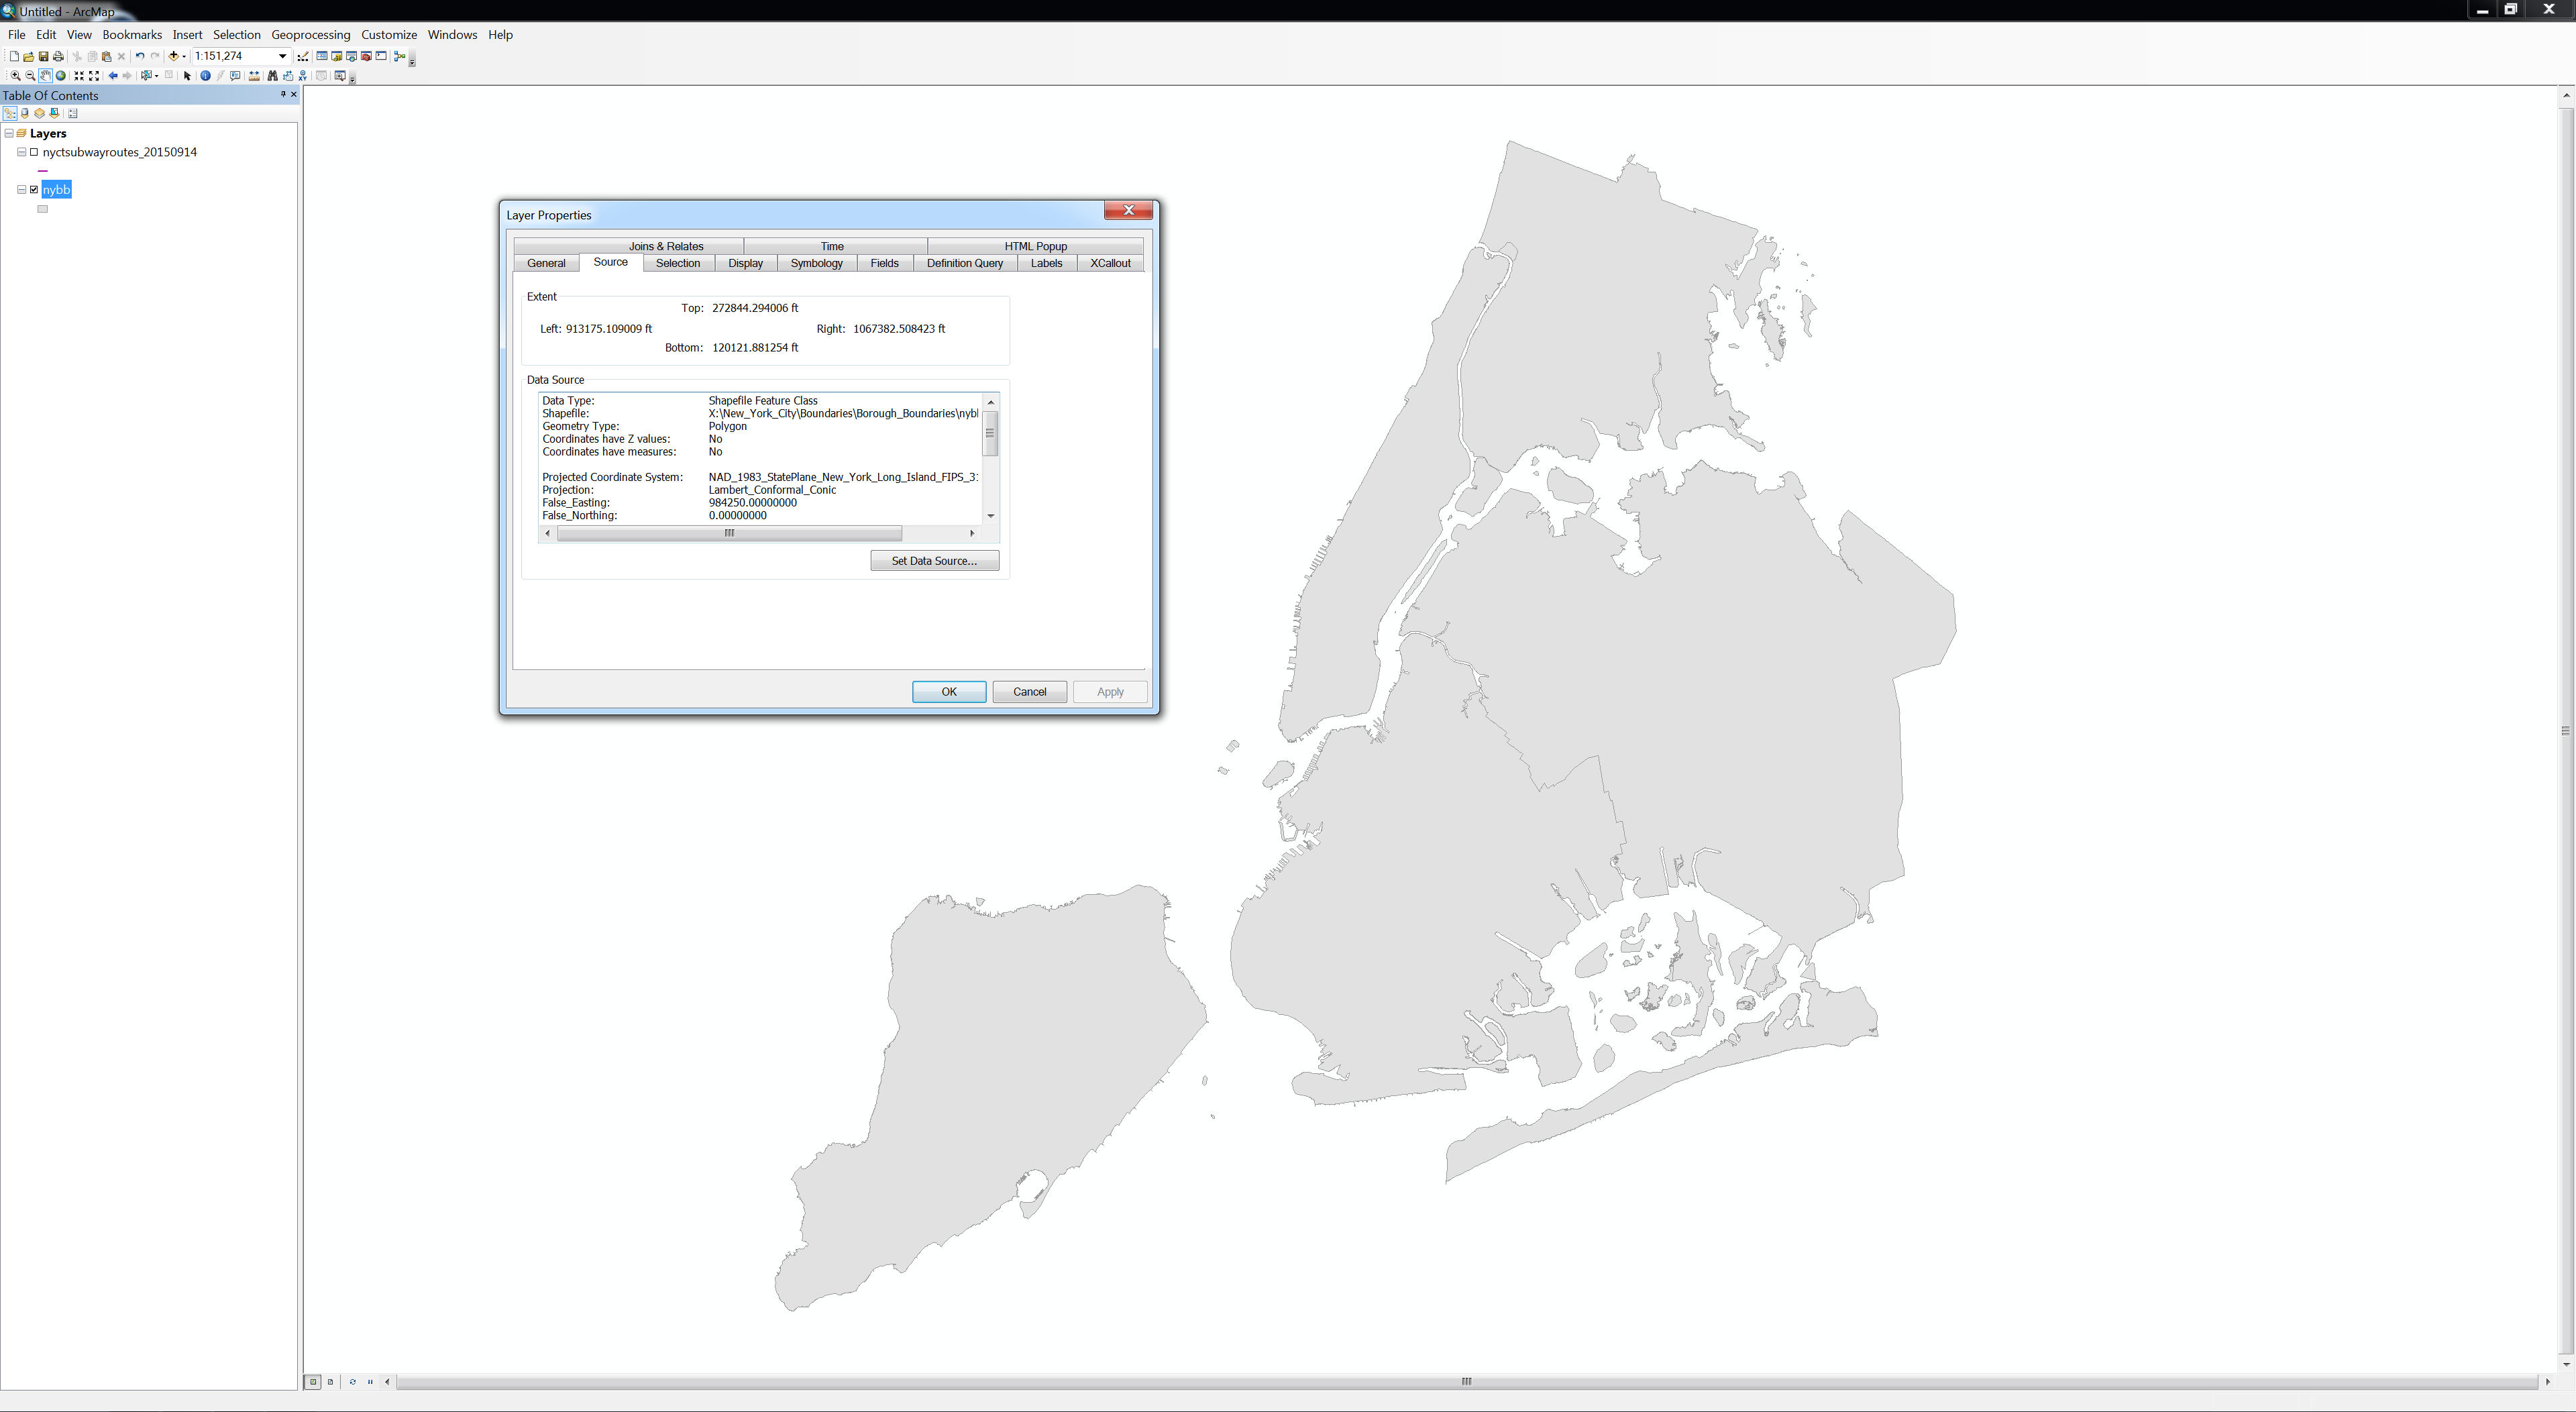 Untitled - ArcMap
File Edit View Bookmarks Insert Selection Geoprocessing Customize Windows Help
1:151,274
Table Of Contents
Layers
nyctsubwayroutes_20150914
nybb
Layer Properties
Joins & Relates Time HTML Popup
General Source Selection Display Symbology Fields Definition Query Labels XCallout
Extent
Top: 272844.294006 ft
Left: 913175.109009 ft Right: 1067382.508423 ft
Bottom: 120121.881254 ft
Data Source
Data Type: Shapefile Feature Class
Shapefile: X:\New_York_City\Boundaries\Borough_Boundaries\nybl
Geometry Type: Polygon
Coordinates have Z values: No
Coordinates have measures: No
Projected Coordinate System: NAD_1983_StatePlane_New_York_Long_Island_FIPS_3
Projection: Lambert_Conformal_Conic
False_Easting: 984250.00000000
False_Northing: 0.00000000
Set Data Source...
OK Cancel Apply